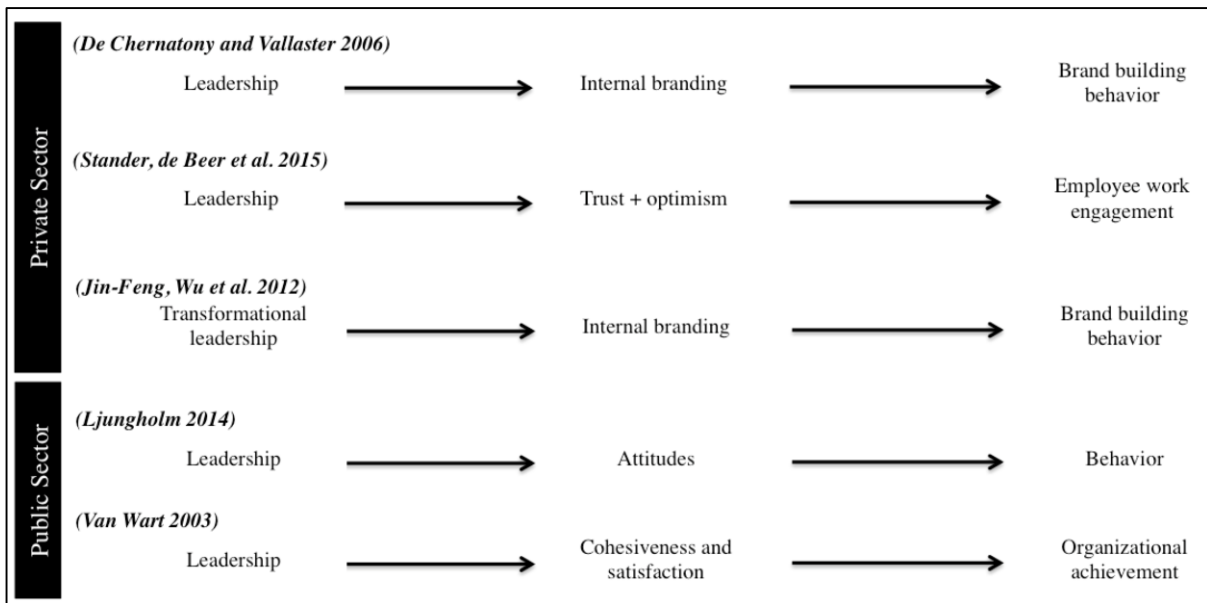 Private Sector
(De Chernatony and Vallaster 2006)
Leadership
Internal branding
Brand building
behavior
(Stander, de Beer et al. 2015)
Leadership
Trust + optimism
Employee work
engagement
(Jin-Feng, Wu et al. 2012)
Transformational
leadership
Internal branding
Brand building
behavior
Public Sector
(Ljungholm 2014)
Leadership
Attitudes
Behavior
(Van Wart 2003)
Leadership
Cohesiveness and
satisfaction
Organizational
achievement